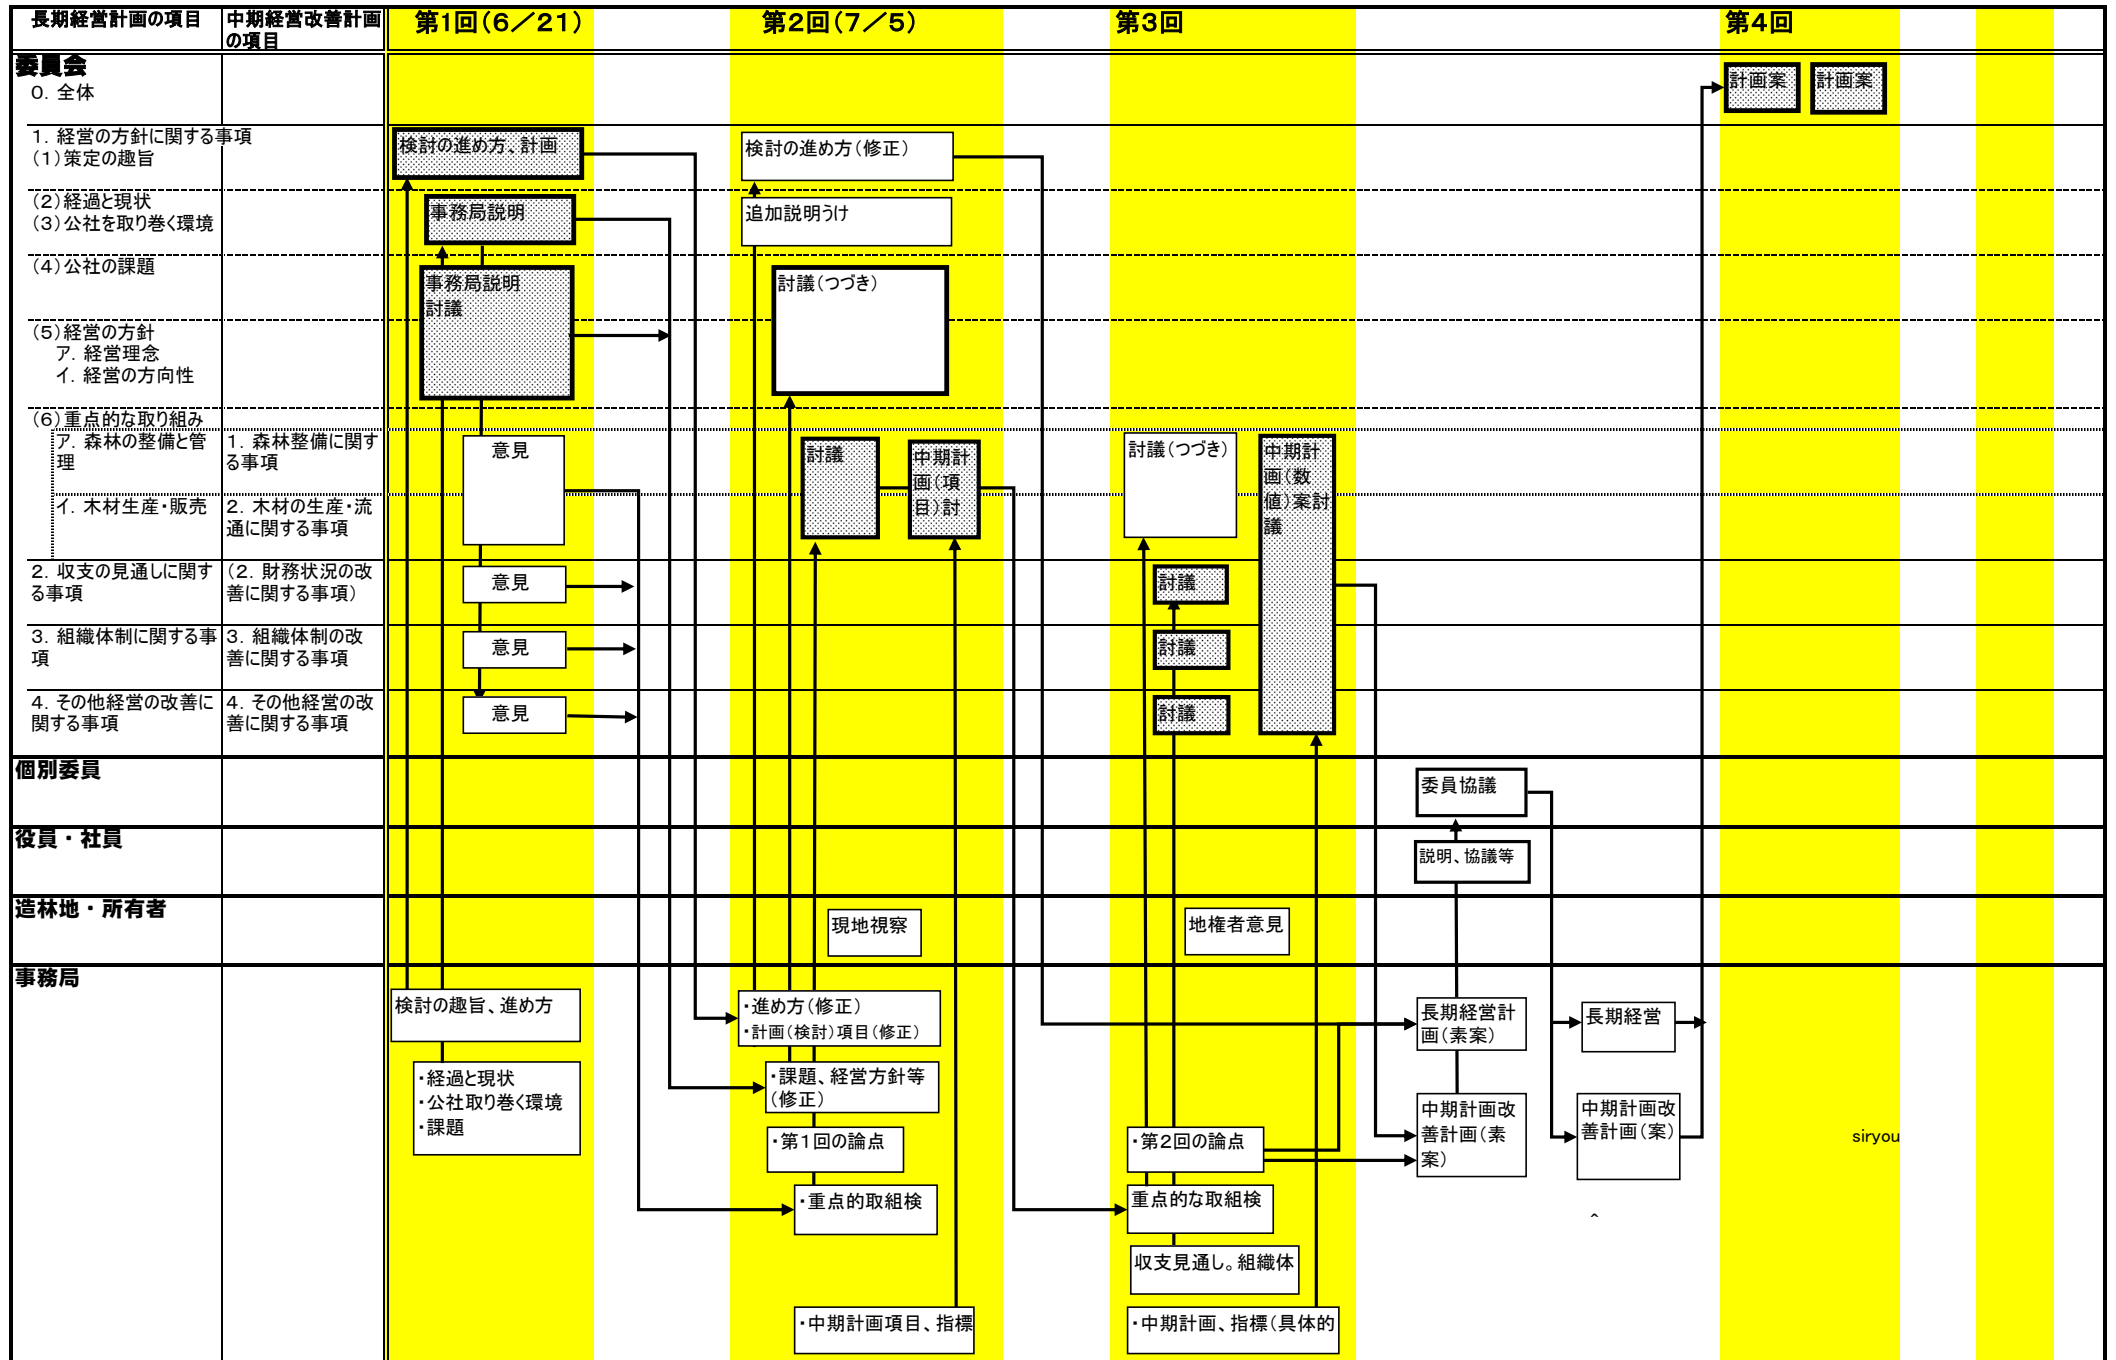 長期経営計画の項目
中期経営改善計画
の項目
第1回(6／21)
第2回(7／5)
第3回
第4回
委員会
0．全体
計画案
計画案
1．経営の方針に関する事項
(1)策定の趣旨
検討の進め方、計画
検討の進め方(修正)
(2)経過と現状
(3)公社を取り巻く環境
事務局説明
追加説明うけ
(4)公社の課題
事務局説明
討議
討議(つづき)
(5)経営の方針
ア．経営理念
イ．経営の方向性
(6)重点的な取り組み
ア．森林の整備と管
理
1．森林整備に関す
る事項
意見
討議
中期計
画(項
目)討
討議(つづき)
中期計
画(数
値)案討
議
イ．木材生産・販売
2．木材の生産・流
通に関する事項
2．収支の見通しに関す
る事項
(2．財務状況の改
善に関する事項)
意見
討議
3．組織体制に関する事
項
3．組織体制の改
善に関する事項
意見
討議
4．その他経営の改善に
関する事項
4．その他経営の改
善に関する事項
意見
討議
個別委員
委員協議
役員・社員
説明、協議等
造林地・所有者
現地視察
地権者意見
事務局
検討の趣旨、進め方
・進め方(修正)
・計画(検討)項目(修正)
長期経営計
画(素案)
長期経営
・経過と現状
・公社取り巻く環境
・課題
・課題、経営方針等
(修正)
中期計画改
善計画(素
案)
中期計画改
善計画(案)
・第1回の論点
・第2回の論点
siryou
・重点的取組検
重点的な取組検
^
収支見通し。組織体
・中期計画項目、指標
・中期計画、指標(具体的